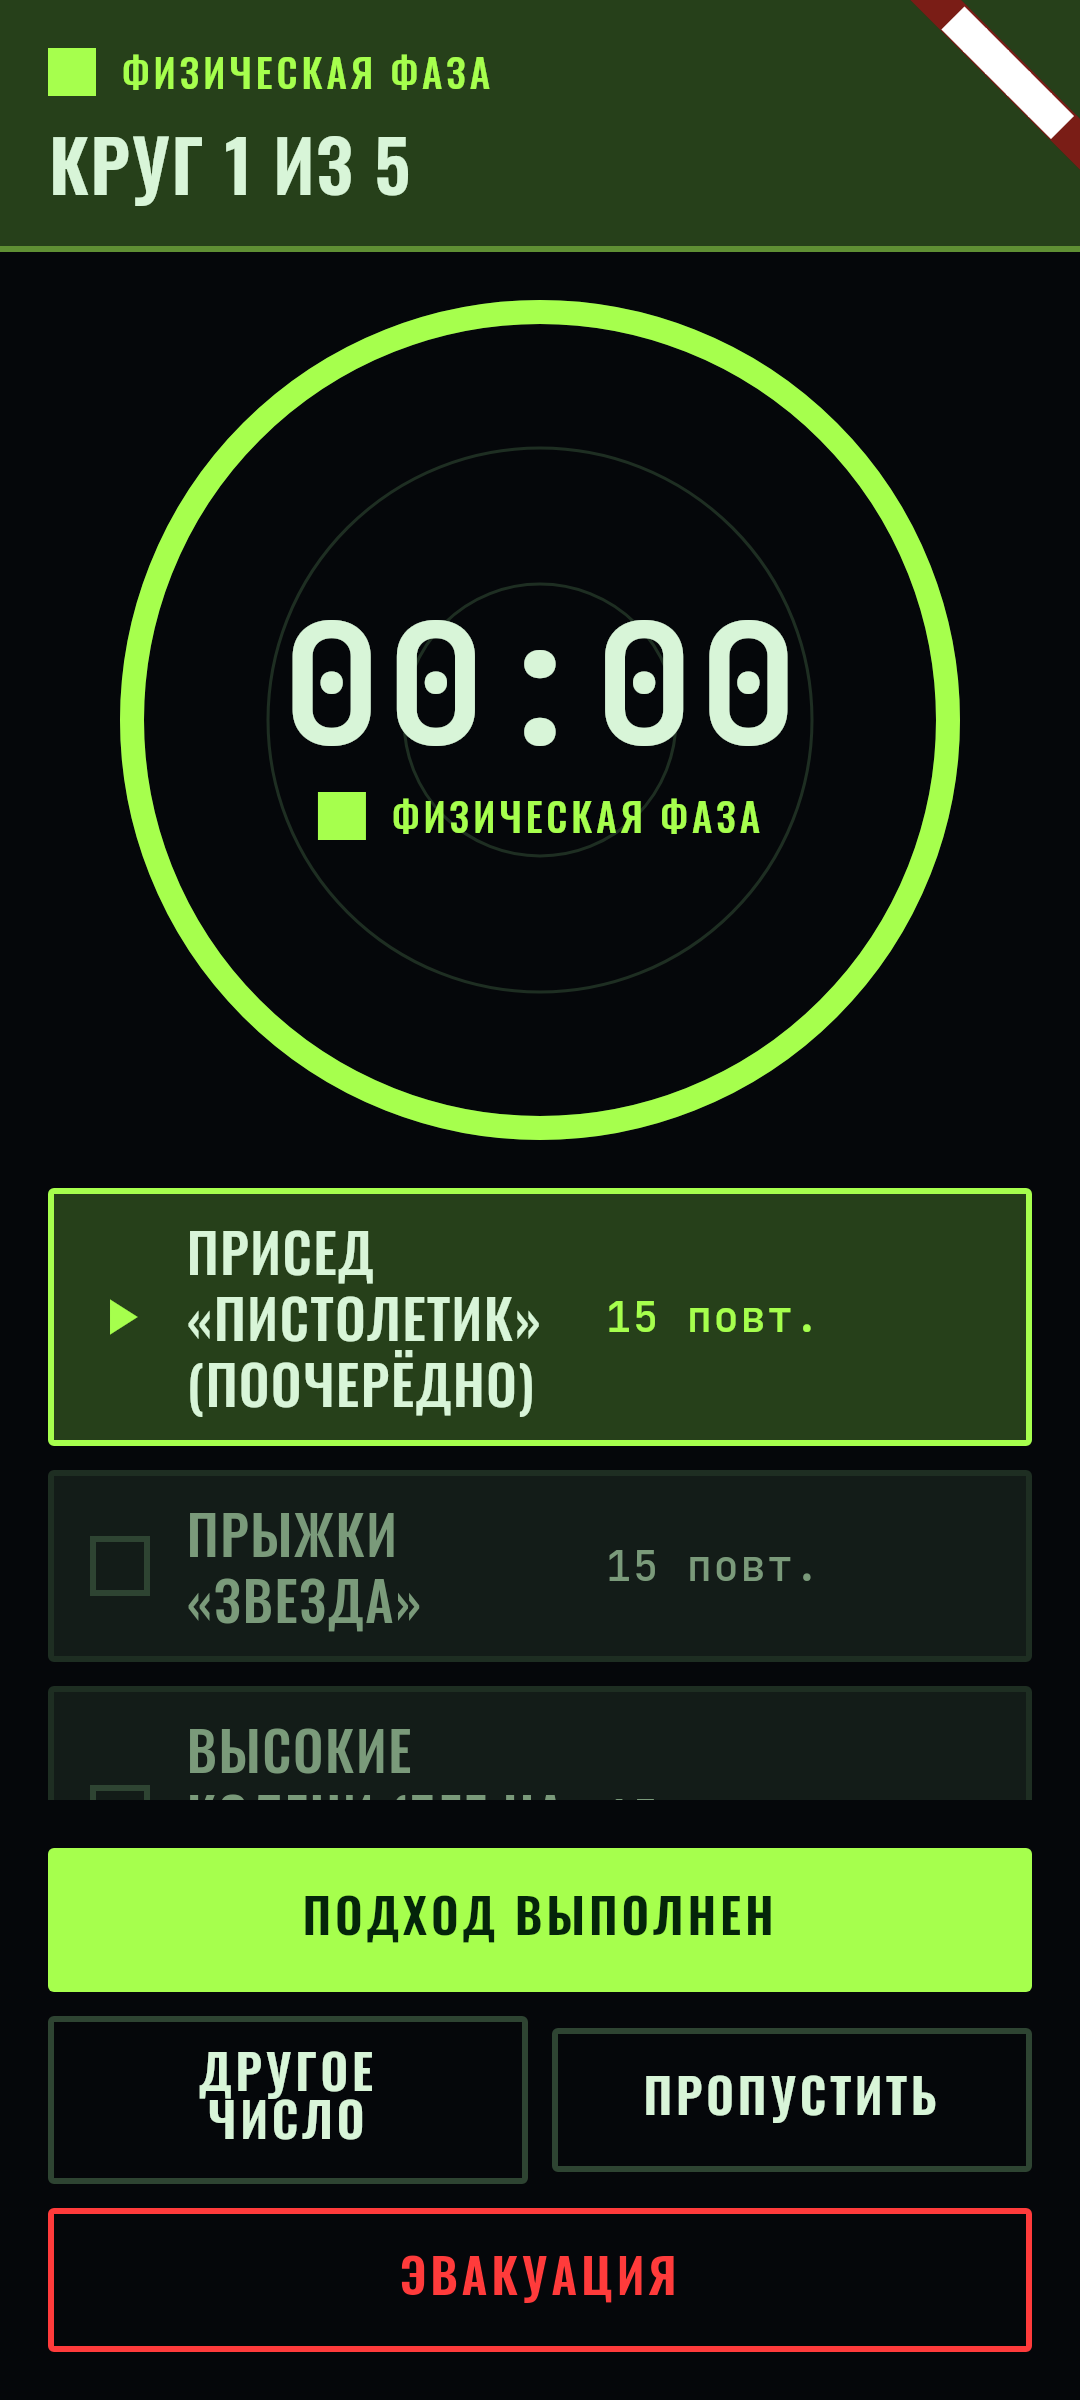 ФИЗИЧЕСКАЯ ФАЗА
КРУГ 1 ИЗ 5
00:00
ФИЗИЧЕСКАЯ ФАЗА
ПРИСЕД
«ПИСТОЛЕТИК»
(ПООЧЕРЁДНО)
15 повт.
ПРЫЖКИ
«ЗВЕЗДА»
15 повт.
ВЫСОКИЕ
ПОДХОД ВЫПОЛНЕН
ДРУГОЕ
ЧИСЛО
ПРОПУСТИТЬ
ЭВАКУАЦИЯ